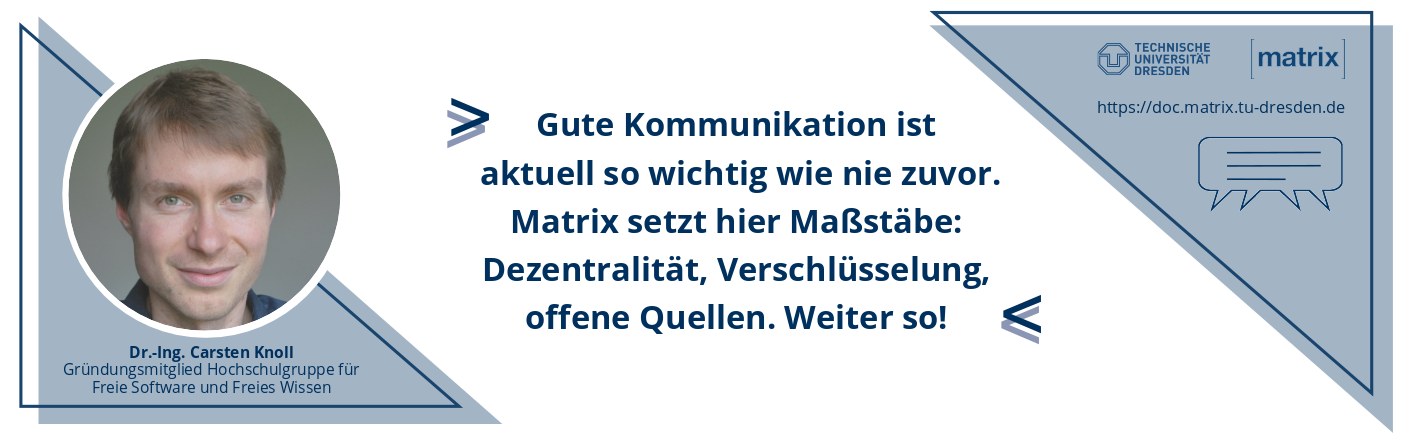 Gute Kommunikation ist
aktuell so wichtig wie nie zuvor.
Matrix setzt hier Maßstäbe:
Dezentralität, Verschlüsselung,
offene Quellen. Weiter so!
Dr.-Ing. Carsten Knoll
Gründungsmitglied Hochschulgruppe für
Freie Software und Freies Wissen
TECHNISCHE
UNIVERSITÄT
DRESDEN
[matrix]
https://doc.matrix.tu-dresden.de